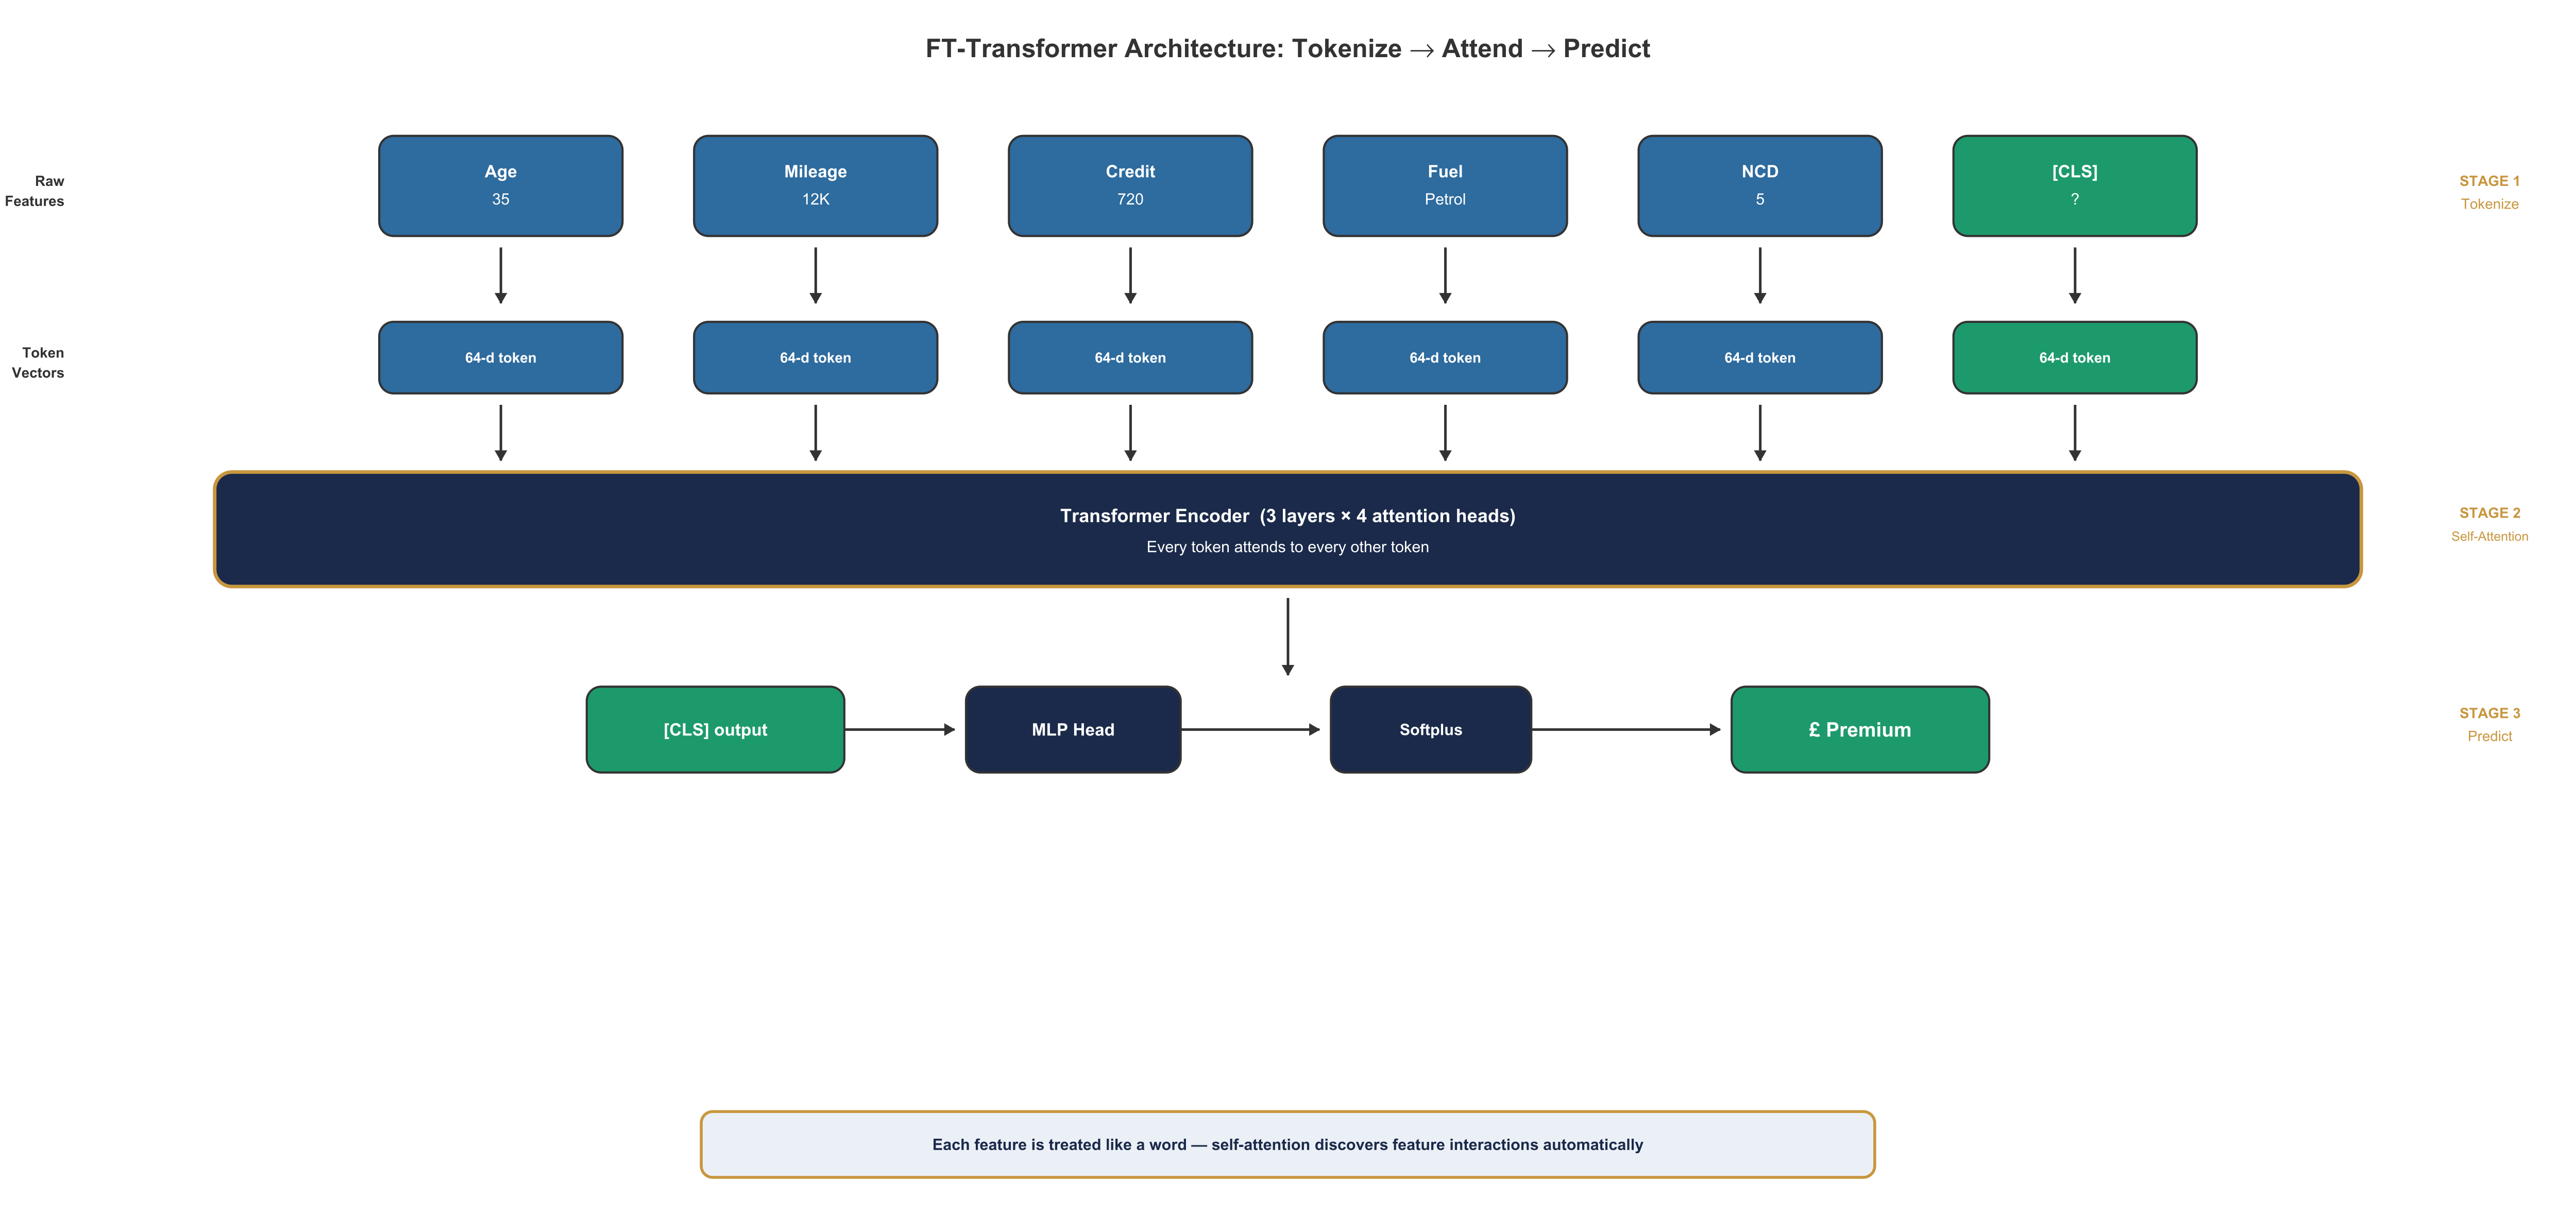 FT-Transformer Architecture: Tokenize → Attend → Predict
Raw
Features
Age
35
Mileage
12K
Credit
720
Fuel
Petrol
NCD
5
[CLS]
?
STAGE 1
Tokenize
Token
Vectors
64-d token
64-d token
64-d token
64-d token
64-d token
64-d token
Transformer Encoder (3 layers × 4 attention heads)
Every token attends to every other token
STAGE 2
Self-Attention
[CLS] output
MLP Head
Softplus
£ Premium
STAGE 3
Predict
Each feature is treated like a word — self-attention discovers feature interactions automatically